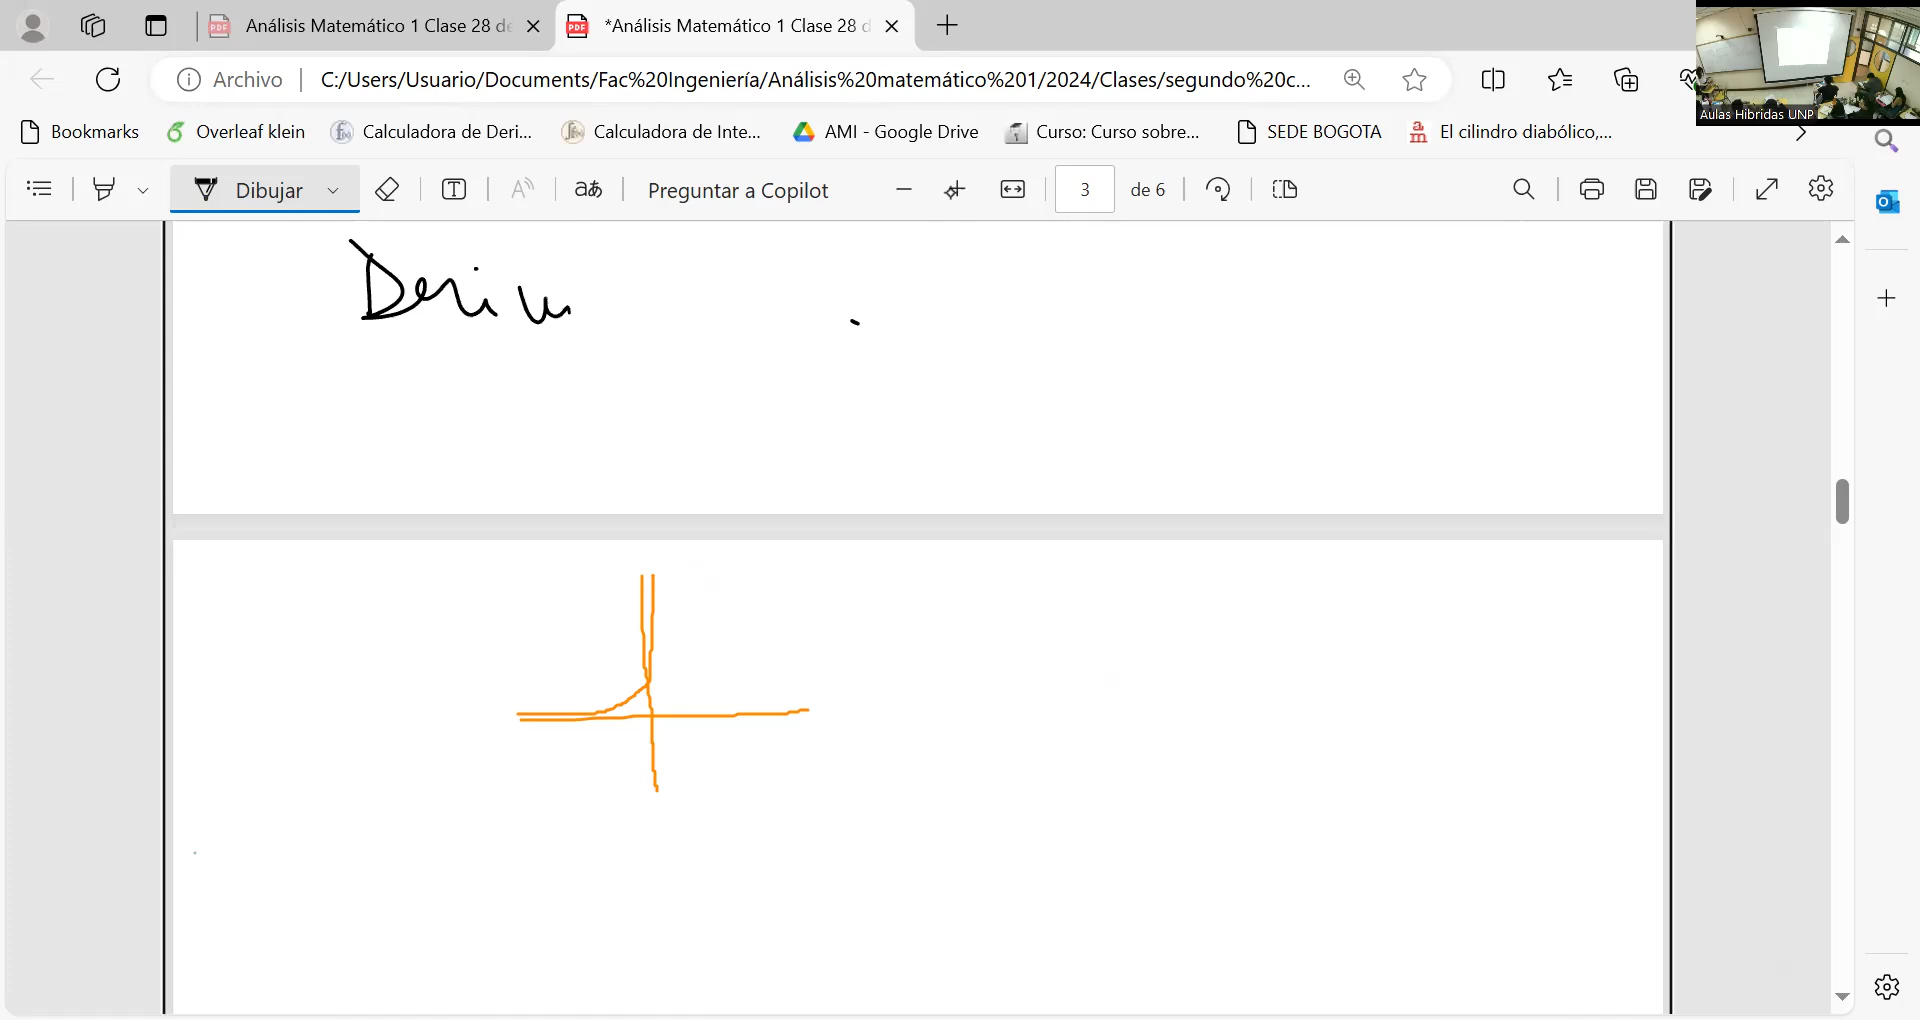 Análisis Matemático 1 Clase 28 de
*Análisis Matemático 1 Clase 28 d
Archivo
C:/Users/Usuario/Documents/Fac%20Ingeniería/Análisis%20matemático%201/2024/Clases/segundo%20c...
Aulas Hibridas UNP
Bookmarks
Overleaf klein
Calculadora de Deri...
Calculadora de Inte...
AMI - Google Drive
Curso: Curso sobre...
SEDE BOGOTA
El cilindro diabólico,...
Dibujar
Preguntar a Copilot
3
de 6
Deriv